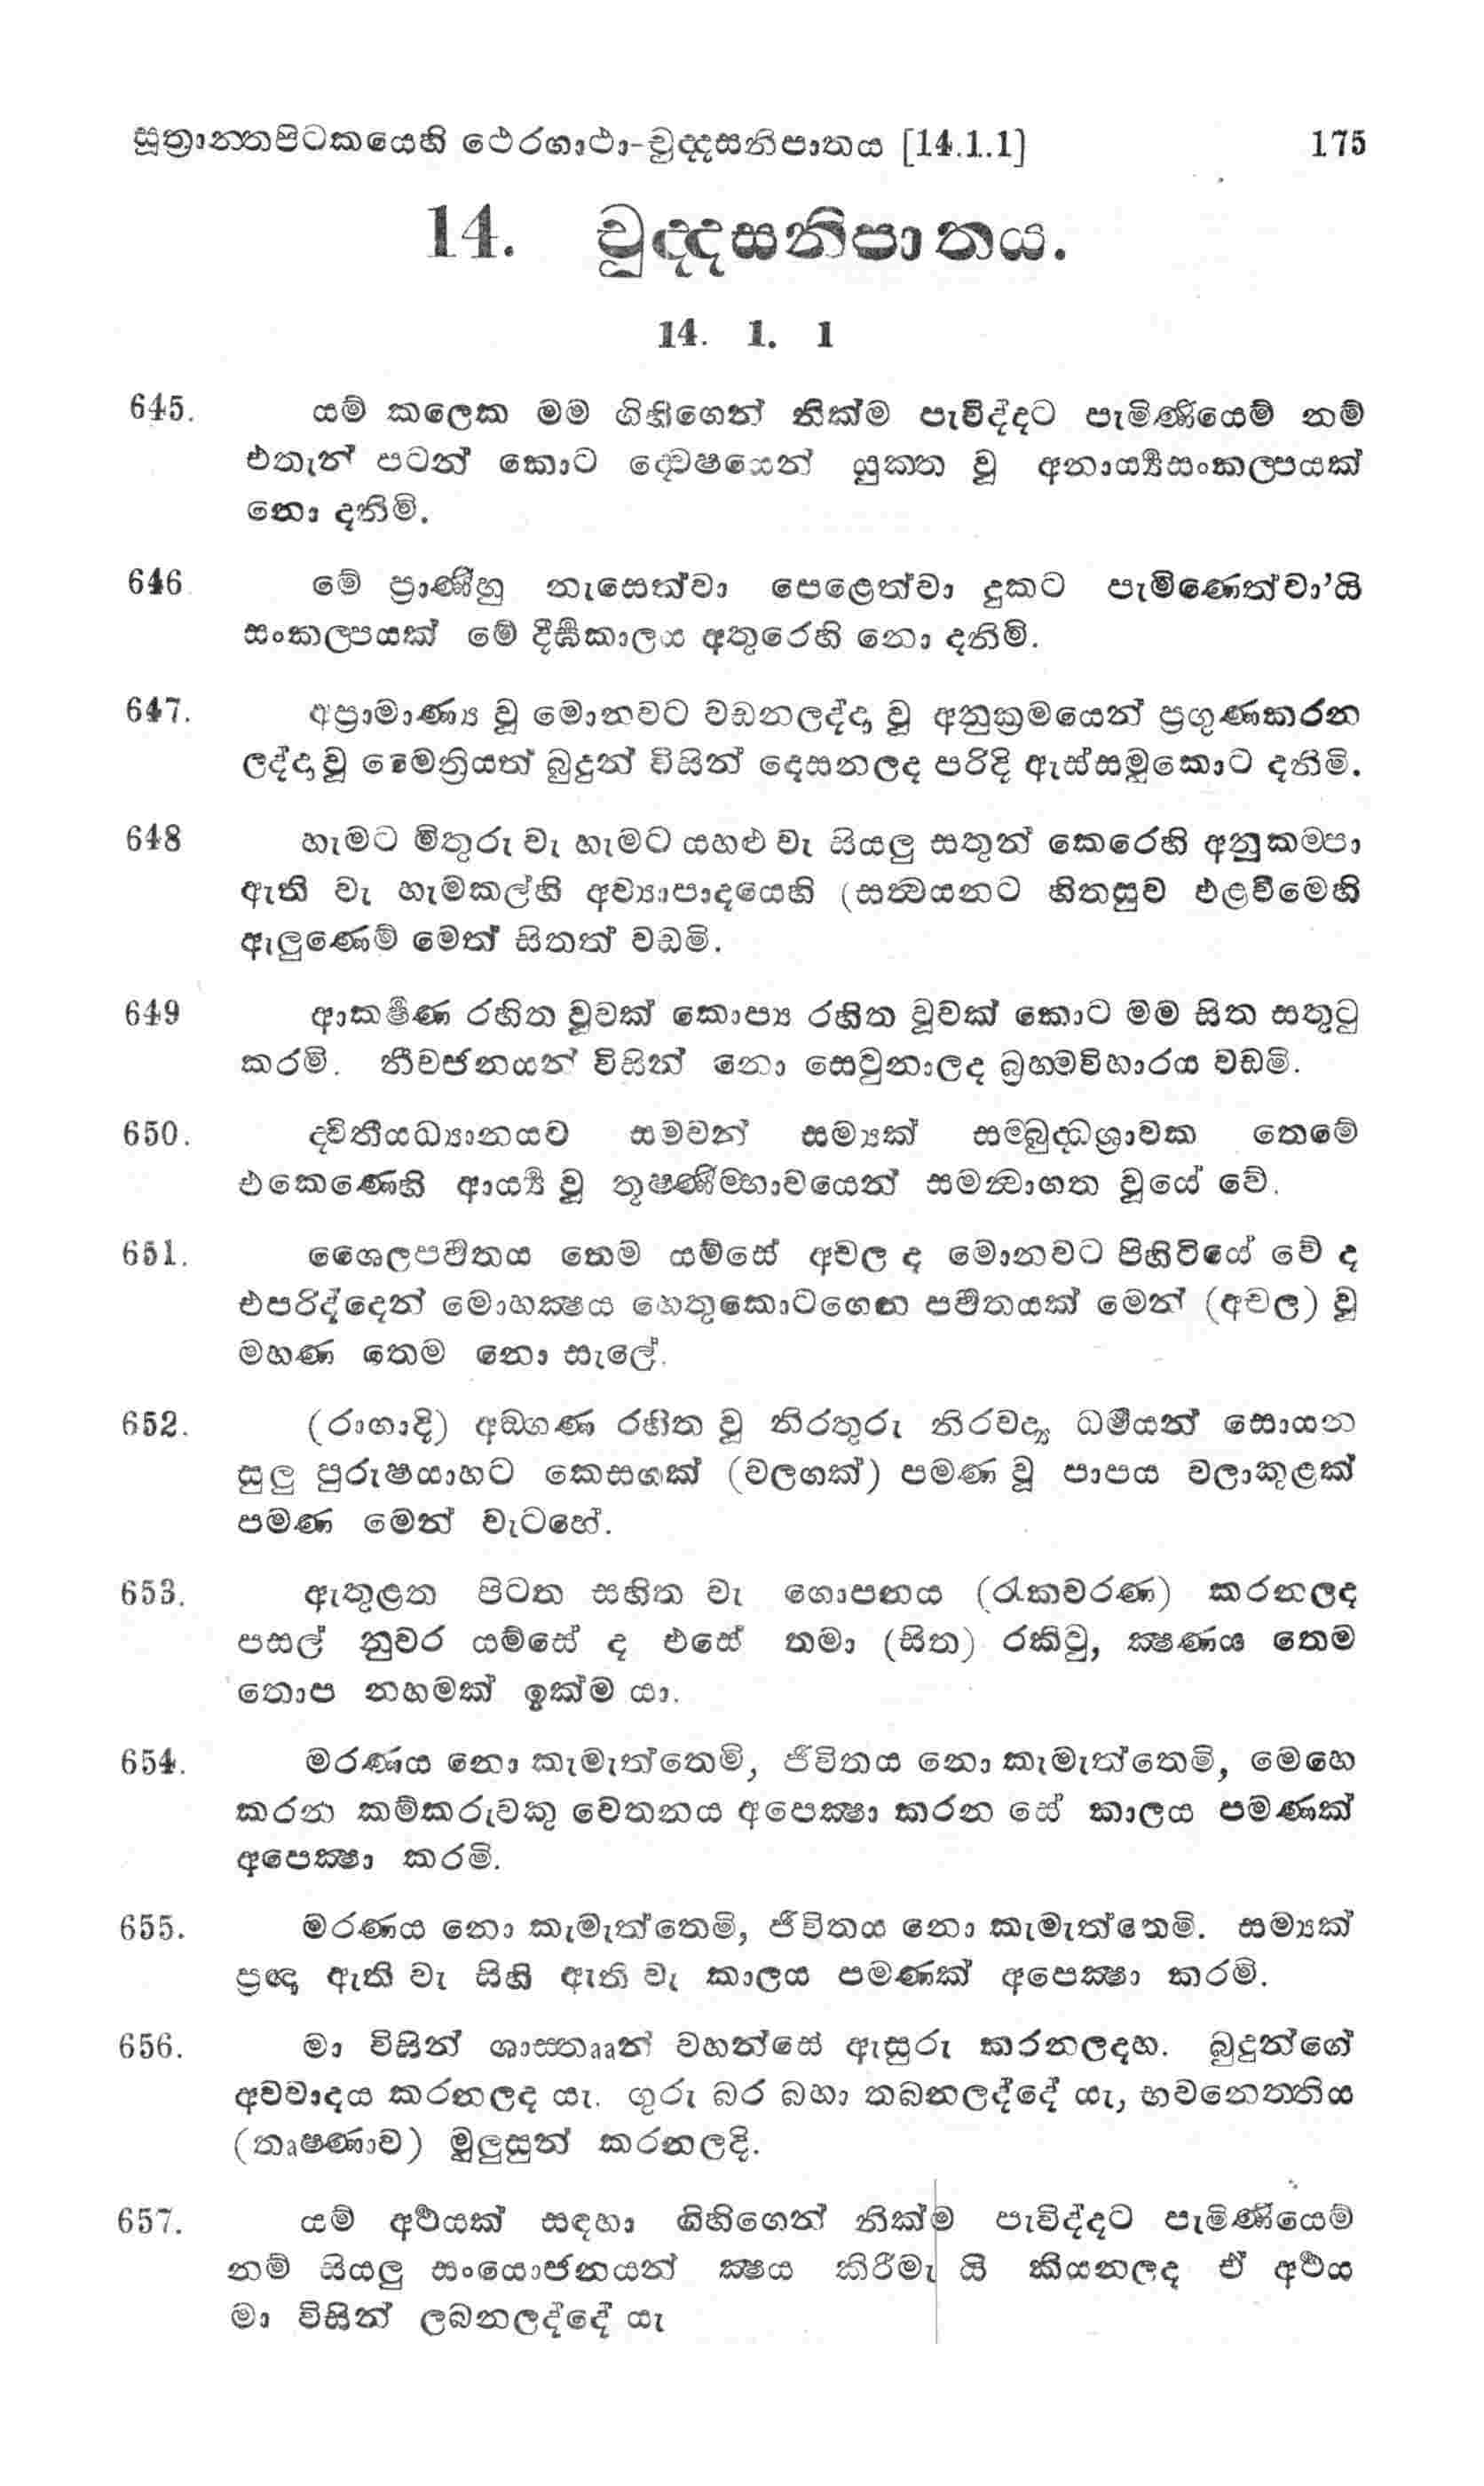 සූත්‍රාන්තපිටකයෙහි ථෙරගාථා-චුද්දසනිපාතය [14.1.1] 175
14. චුද්දසනිපාතය.
14. 1. 1
645. යම් කලෙක මම ගිහිගෙන් නික්ම පැවිද්දට පැමිණියෙම් නම්
එතැන් පටන් කොට ද්වෙෂයෙන් යුක්ත වූ අනාර්‍ය්‍යසංකල්පයක්
නො දනිමි.
646 මේ ප්‍රාණීහු නැසෙත්වා පෙළෙත්වා දුකට පැමිණෙත්වා’යි
සංකල්පයක් මේ දීර්‍ඝකාලය අතුරෙහි නො දනිමි.
647. අප්‍රාමාණ්‍ය වූ මොනවට වඩනලද්දා වූ අනුක්‍රමයෙන් ප්‍රගුණකරන
ලද්දාවූ මෛත්‍රියත් බුදුන් විසින් දෙසනලද පරිදි ඇස්සමුකොට දනිමි.
648 හැමට මිතුරු වැ හැමට යහළු වැ සියලු සතුන් කෙරෙහි අනුකම්පා
ඇති වැ හැමකල්හි අව්‍යාපාදයෙහි (සත්ත්‍වයනට හිතසුව එළවීමෙහි
ඇලුණෙම් මෙත් සිතත් වඩමි.
649 ආකර්‍ෂණ රහිත වූවක් කොප්‍ය රහිත වූවක් කොට මම සිත සතුටු
කරමි. නීචජනයන් විසින් නො සෙවුනාලද බ්‍රහ්මවිහාරය වඩමි.
650. ද්විතීයධ්‍යානයට සමවන් සම්‍යක් සම්බුද්ධශ්‍රාවක තෙමේ
එකෙණෙහි ආර්‍ය්‍ය වූ තූෂ්ණීම්භාවයෙන් සමන්‍වාගත වූයේ වේ.
651. ශෛලපර්‍වතය තෙම යම්සේ අචල ද මොනවට පිහිටියේ වේ ද
එපරිද්දෙන් මොහක්‍ෂය හෙතුකොටගෙන පර්‍වතයක් මෙන් (අචල) වූ
මහණ තෙම නො සැලේ.
652. (රාගාදි) අඞ්ගණ රහිත වූ නිරතුරු නිරවද්‍ය ධර්‍මයන් සොයන
සුලු පුරුෂයාහට කෙසගක් (වලගක්) පමණ වූ පාපය වලාකුළක්
පමණ මෙන් වැටහේ.
653. ඇතුළත පිටත සහිත වැ ගොපනය (රැකවරණ) කරනලද
පසල් නුවර යම්සේ ද එසේ තමා (සිත) රකිවු, ක්‍ෂණය තෙම
තොප නහමක් ඉක්ම යා.
654. මරණය නො කැමැත්තෙමි, ජීවිතය නො කැමැත්තෙමි, මෙහෙ
කරන කම්කරුවකු වෙතනය අපෙක්‍ෂා කරන සේ කාලය පමණක්
අපෙක්‍ෂා කරමි.
655. මරණය නො කැමැත්තෙමි, ජීවිතය නො කැමැත්තෙමි. සම්‍යක්
ප්‍රඥා ඇති වැ සිහි ඇති වැ කාලය පමණක් අපෙක්‍ෂා කරමි.
656. මා විසින් ශාස්තෲන් වහන්සේ ඇසුරු කරනලදහ. බුදුන්ගේ
අවවාදය කරනලද යැ. ගුරු බර බහා තබනලද්දේ යැ, භවනෙත්තිය
(තෘෂ්ණාව) මුලුසුන් කරනලදි.
657. යම් අර්‍ථයක් සඳහා ගිහිගෙන් නික්ම පැවිද්දට පැමිණියෙම්
නම් සියලු සංයොජනයන් ක්‍ෂය කිරීමැ යි කියනලද ඒ අර්‍ථය
මා විසින් ලබනලද්දේ යැ